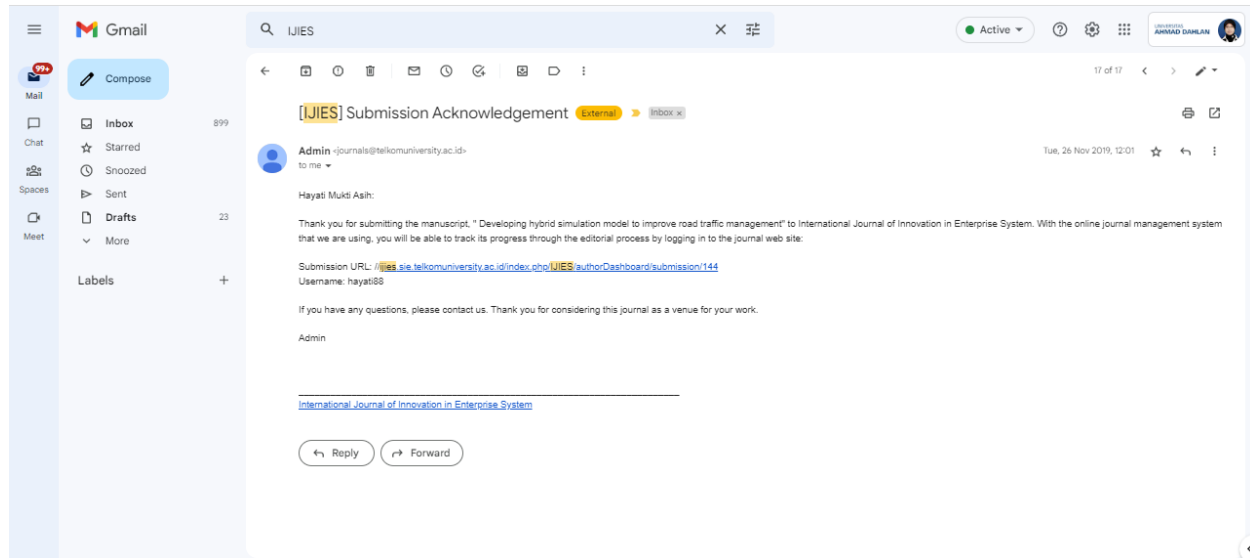 Gmail
IJIES
Active
UNIVERSITAS
AHMAD DAHLAN
99+
Mail
Chat
Spaces
Meet
Compose
Inbox 899
Starred
Snoozed
Sent
Drafts 23
More
Labels
17 of 17
[IJIES] Submission Acknowledgement External Inbox x
Admin <journals@telkomuniversity.ac.id> Tue, 26 Nov 2019, 12:01
to me
Hayati Mukti Asih:
Thank you for submitting the manuscript, " Developing hybrid simulation model to improve road traffic management" to International Journal of Innovation in Enterprise System. With the online journal management system
that we are using, you will be able to track its progress through the editorial process by logging in to the journal web site:
Submission URL: //ijies.sie.telkomuniversity.ac.id/index.php/IJIES/authorDashboard/submission/144
Username: hayati88
If you have any questions, please contact us. Thank you for considering this journal as a venue for your work.
Admin
International Journal of Innovation in Enterprise System
Reply Forward